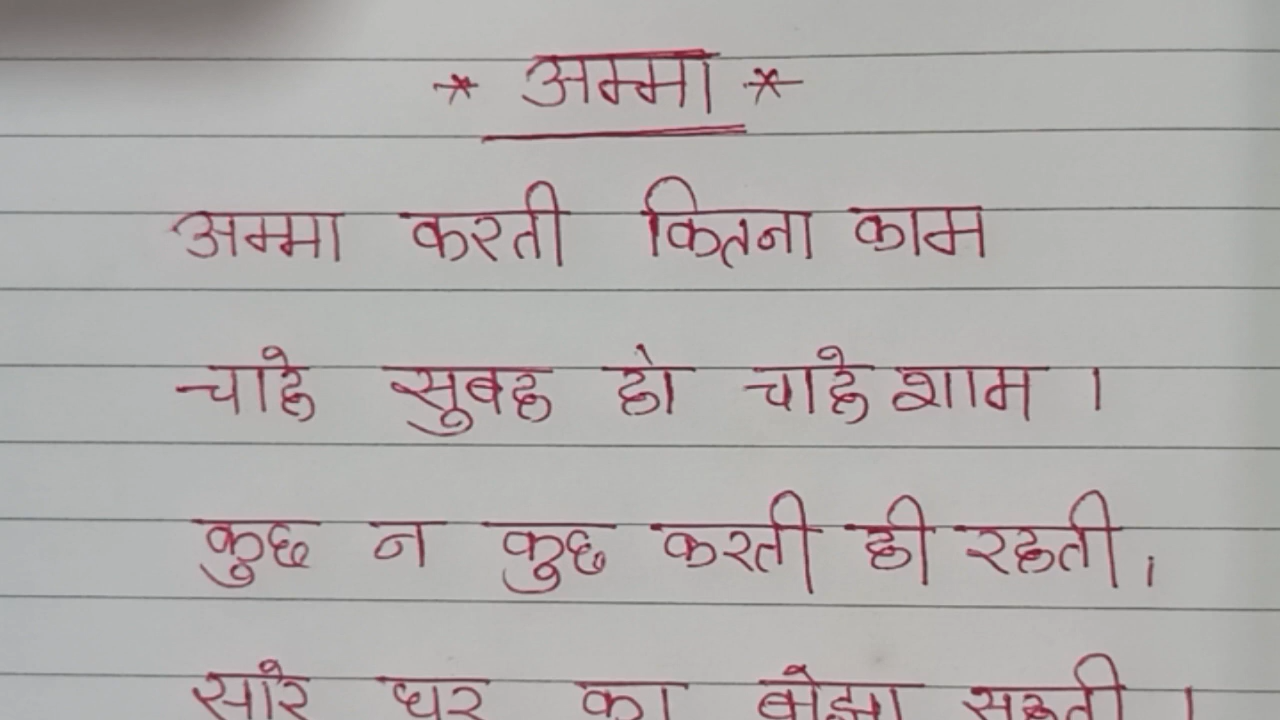 * अम्मा *
अम्मा करती कितना काम
चाहे सुबह हो चाहे शाम ।
कुछ न कुछ करती ही रहती ।
सारे घर का बोझा सहती ।